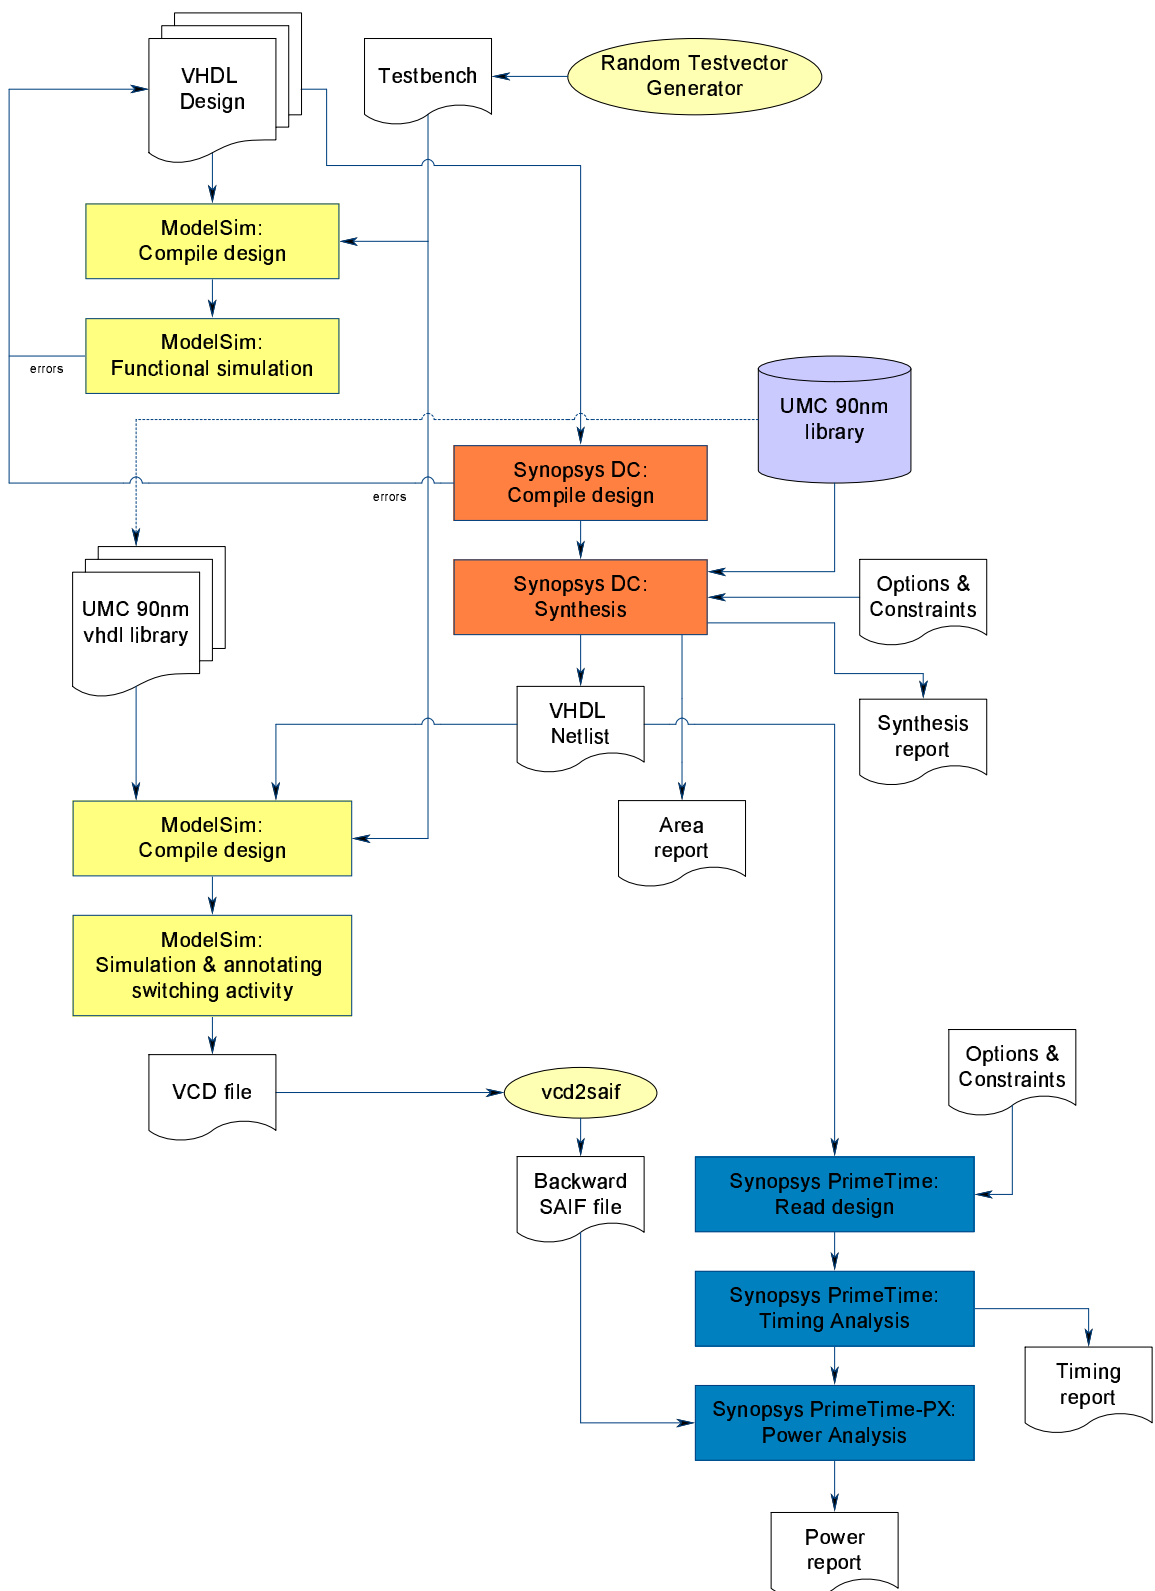 VHDL
Design
Testbench
Random Testvector
Generator
ModelSim:
Compile design
ModelSim:
Functional simulation
errors
UMC 90nm
library
Synopsys DC:
Compile design
errors
Synopsys DC:
Synthesis
Options &
Constraints
UMC 90nm
vhdl library
VHDL
Netlist
Synthesis
report
ModelSim:
Compile design
Area
report
ModelSim:
Simulation & annotating
switching activity
VCD file
vcd2saif
Options &
Constraints
Backward
SAIF file
Synopsys PrimeTime:
Read design
Synopsys PrimeTime:
Timing Analysis
Timing
report
Synopsys PrimeTime-PX:
Power Analysis
Power
report